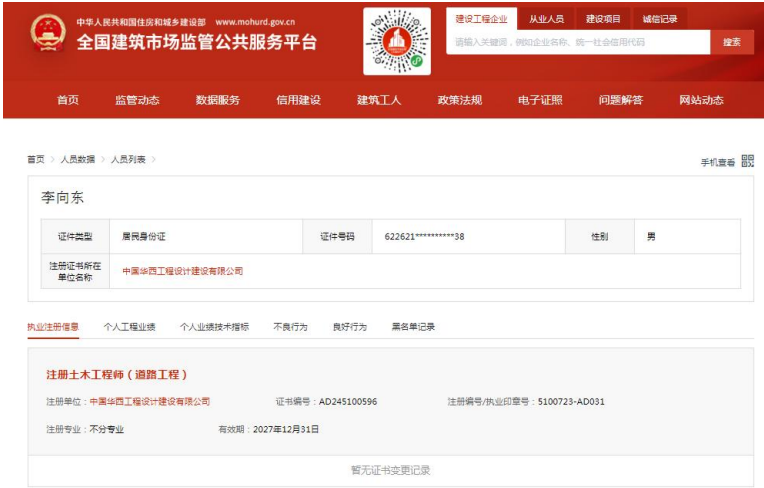 中华人民共和国住房和城乡建设部 www.mohurd.gov.cn
全国建筑市场监管公共服务平台
建设工程企业 从业人员 建设项目 诚信记录
请输入关键词，例如企业名称、统一社会信用代码 搜索
首页 监管动态 数据服务 信用建设 建筑工人 政策法规 电子证照 问题解答 网站动态
首页 > 人员数据 > 人员列表 >
手机查看
李向东
证件类型 居民身份证 证件号码 622621**********38 性别 男
注册证书所在
单位名称
中国华西工程设计建设有限公司
执业注册信息 个人工程业绩 个人业绩技术指标 不良行为 良好行为 黑名单记录
注册土木工程师（道路工程）
注册单位：中国华西工程设计建设有限公司 证书编号：AD245100596 注册编号/执业印章号：5100723-AD031
注册专业：不分专业 有效期：2027年12月31日
暂无证书变更记录